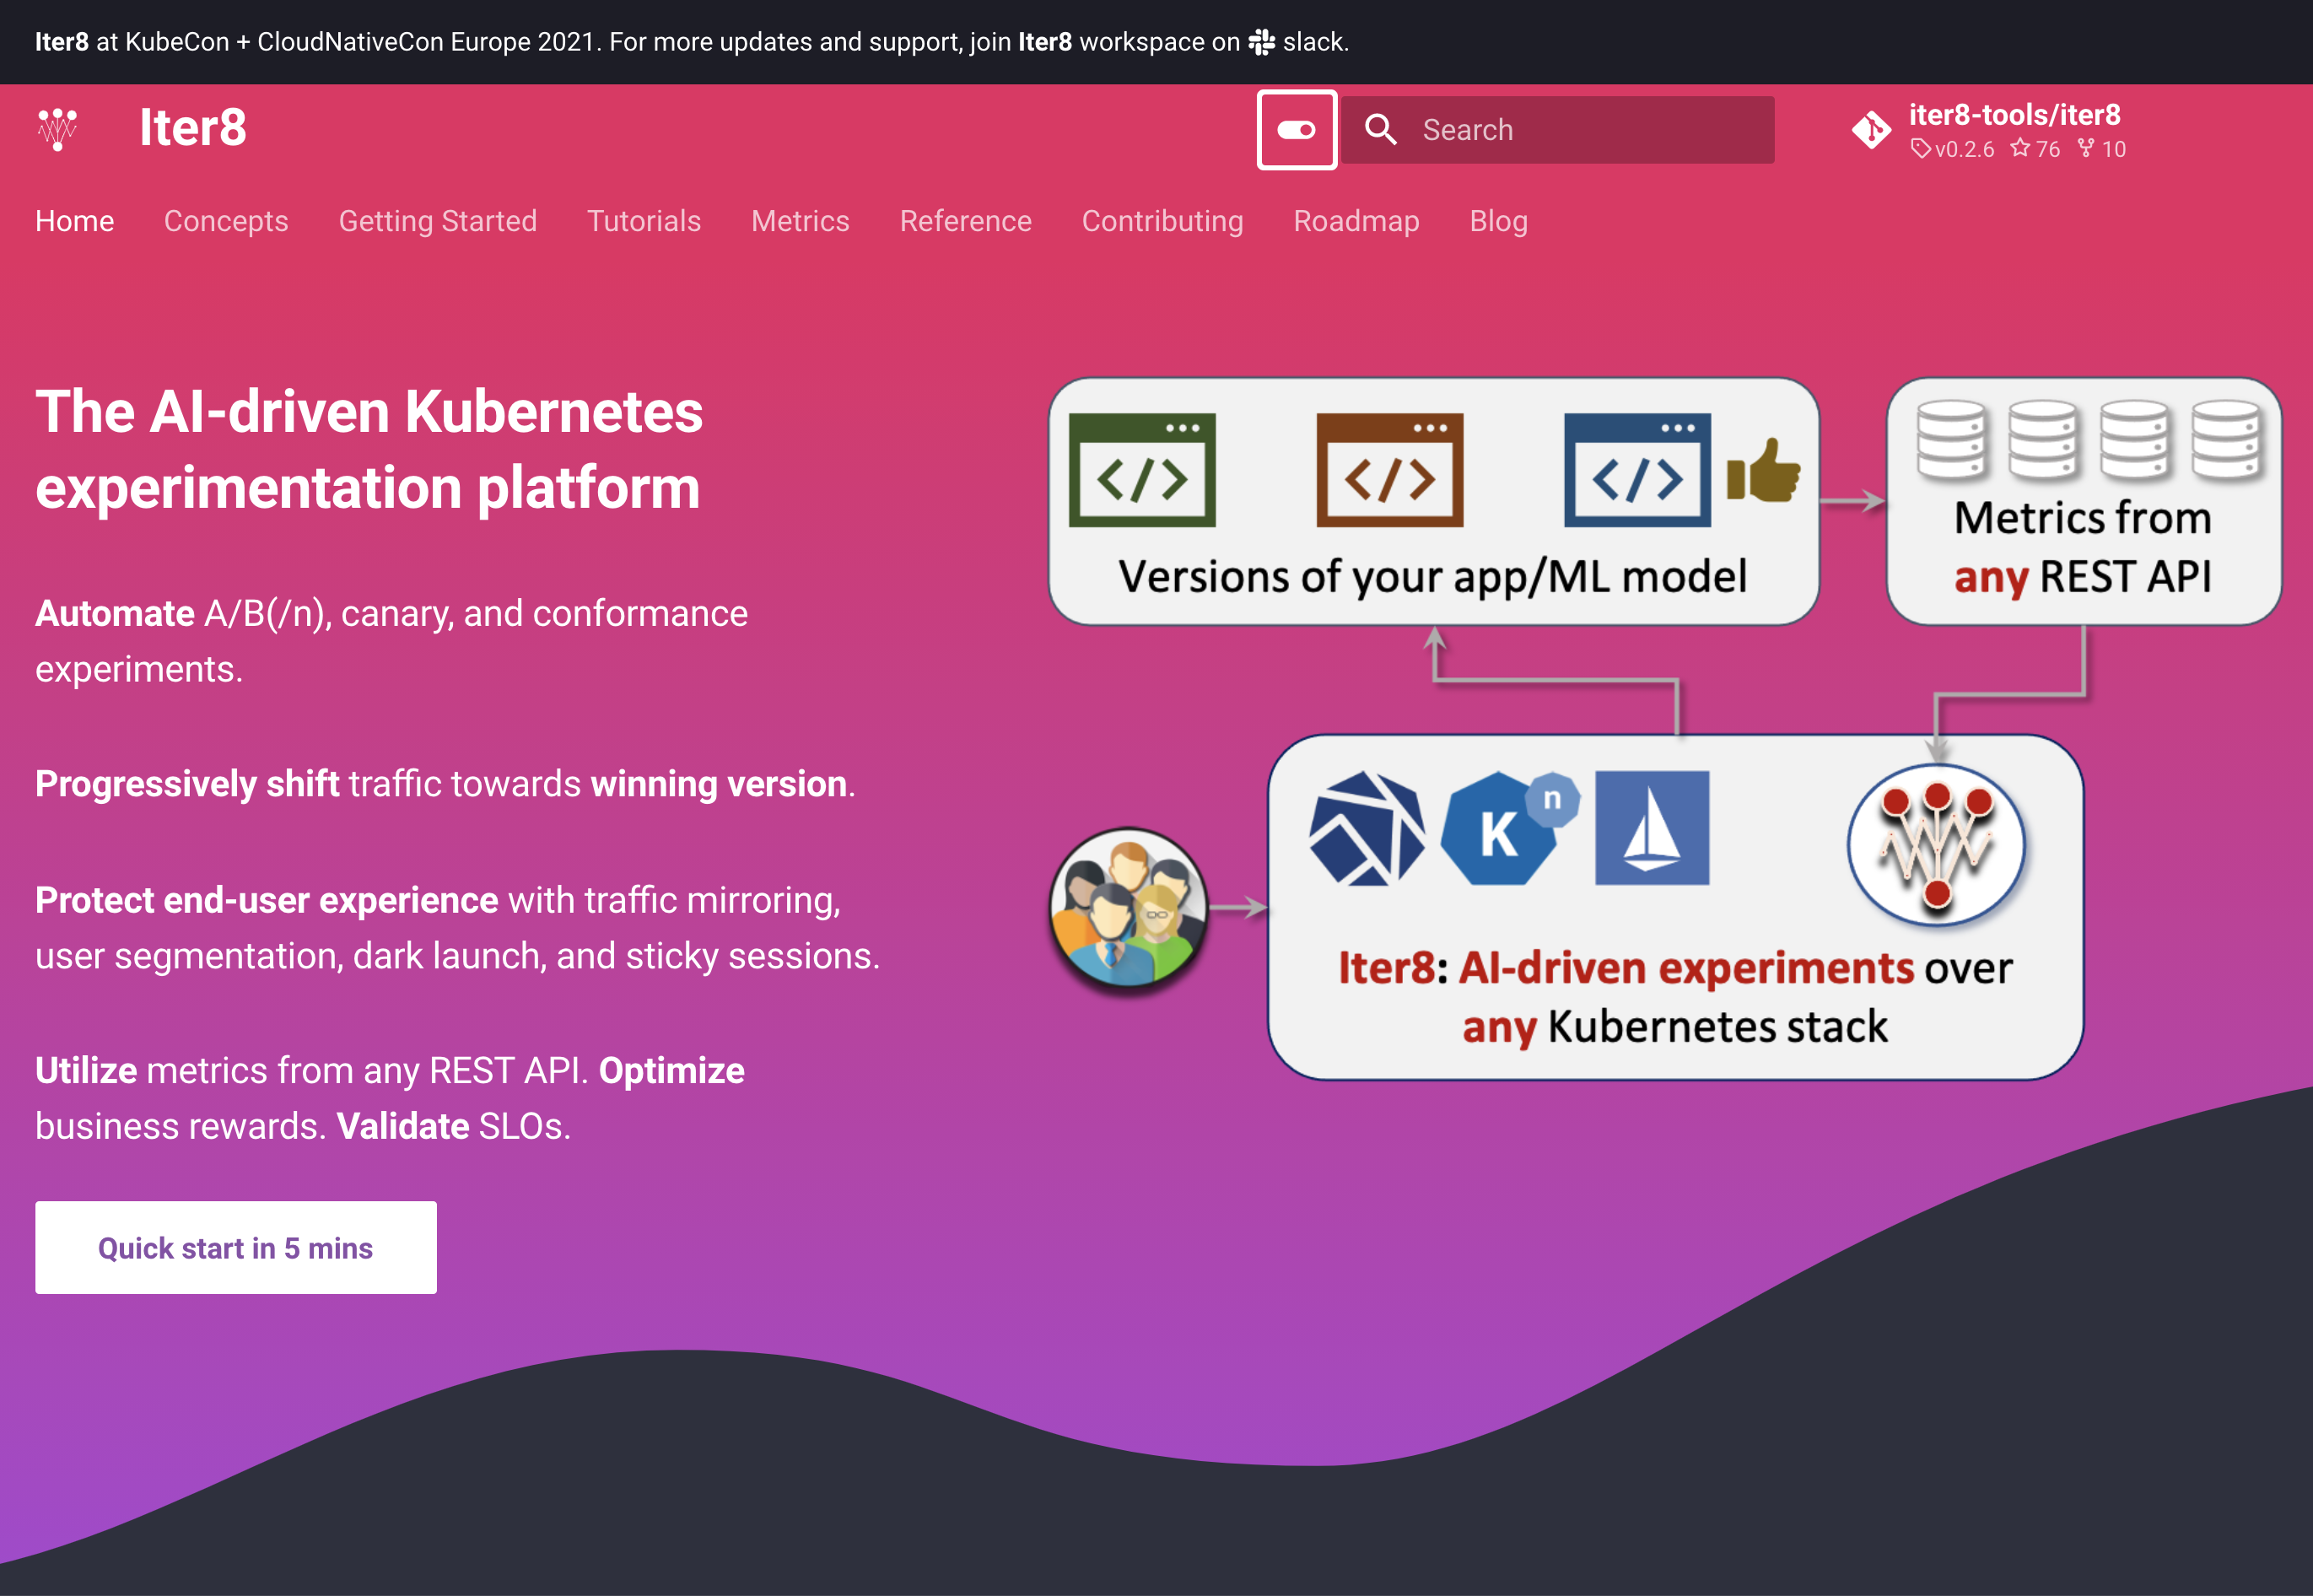 Iter8 at KubeCon + CloudNativeCon Europe 2021. For more updates and support, join Iter8 workspace on slack.
Iter8
Search
iter8-tools/iter8
v0.2.6 76 10
Home Concepts Getting Started Tutorials Metrics Reference Contributing Roadmap Blog
The AI-driven Kubernetes
experimentation platform
Automate A/B(/n), canary, and conformance
experiments.
Progressively shift traffic towards winning version.
Protect end-user experience with traffic mirroring,
user segmentation, dark launch, and sticky sessions.
Utilize metrics from any REST API. Optimize
business rewards. Validate SLOs.
Quick start in 5 mins
</> </> </>
Versions of your app/ML model
Metrics from
any REST API
K n
Iter8: AI-driven experiments over
any Kubernetes stack